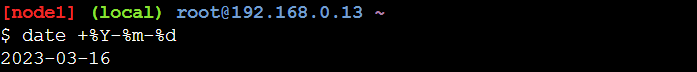 [node1] (local) root@192.168.0.13 ~
$ date +%Y-%m-%d
2023-03-16